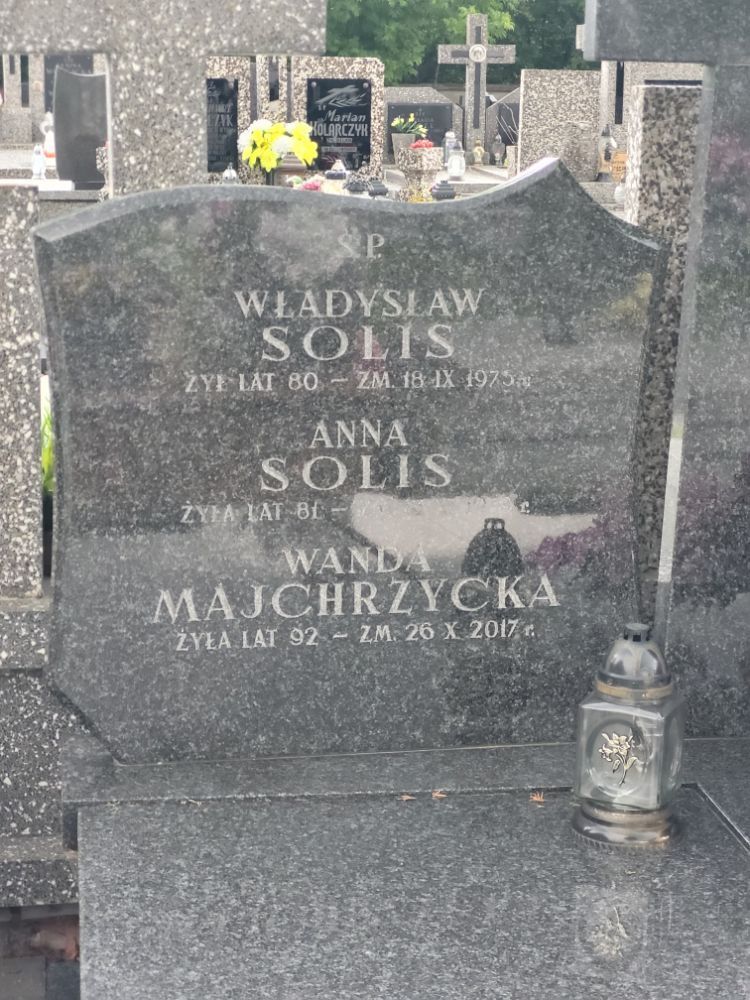 Ś.P.
WŁADYSŁAW
SOLIS
ŻYŁ LAT 80 – ZM. 18 IX 1975 r.
ANNA
SOLIS
ŻYŁA LAT 81 –
WANDA
MAJCHRZYCKA
ŻYŁA LAT 92 – ZM. 26 X 2017 r.
Marian
KOLARCZYK